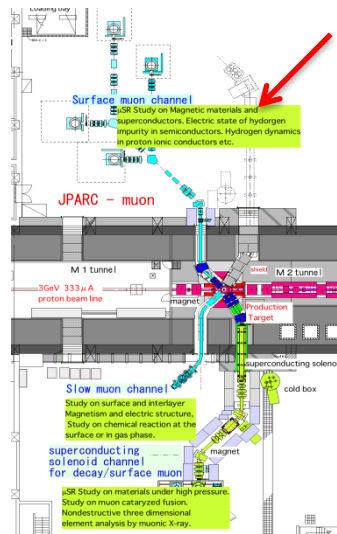 Loading bay
Surface muon channel
μSR Study on Magnetic materials and
superconductors. Electric state of hydorgen
impurity in semiconductors. Hydrogen dynamics
in proton ionic conductors etc.
JPARC – muon
M 1 tunnel
shield
M 2 tunnel
3GeV 333μA
proton beam line
magnet
Production
Target
superconducting soleno
Slow muon channel
cold box
Study on surface and interlayer
Magnetism and electric structure,
Study on chemical reaction at the
surface or in gas phase.
superconducting
solenoid channel
for decay/surface muon
magnet
μSR Study on materials under high pressure.
Study on muon cataryzed fusion.
Nondestructive three dimensional
element analysis by muonic X-ray.